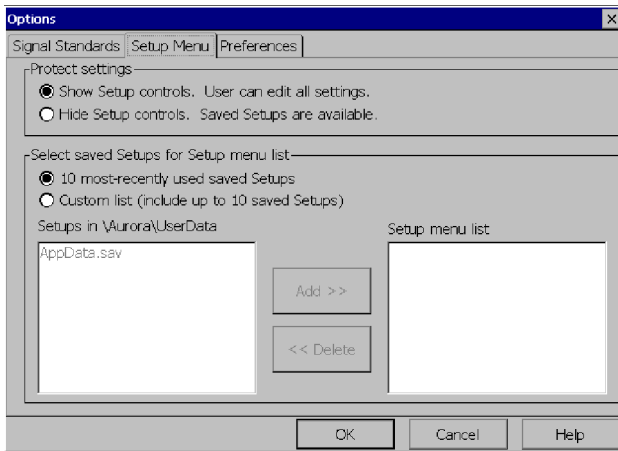 Options
Signal Standards Setup Menu Preferences
Protect settings
Show Setup controls. User can edit all settings.
Hide Setup controls. Saved Setups are available.
Select saved Setups for Setup menu list
10 most-recently used saved Setups
Custom list (include up to 10 saved Setups)
Setups in \Aurora\UserData
Setup menu list
AppData.sav
Add >>
<< Delete
OK Cancel Help